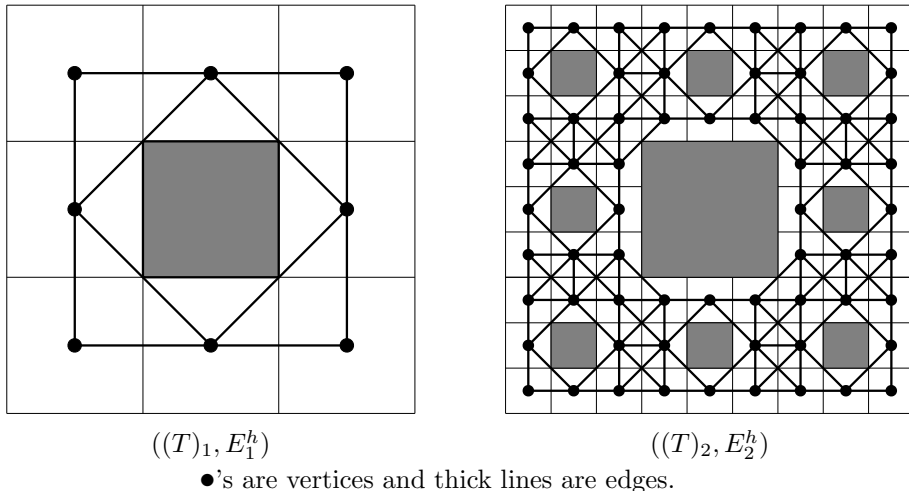 ((T)₁, E₁ʰ)
((T)₂, E₂ʰ)
●'s are vertices and thick lines are edges.